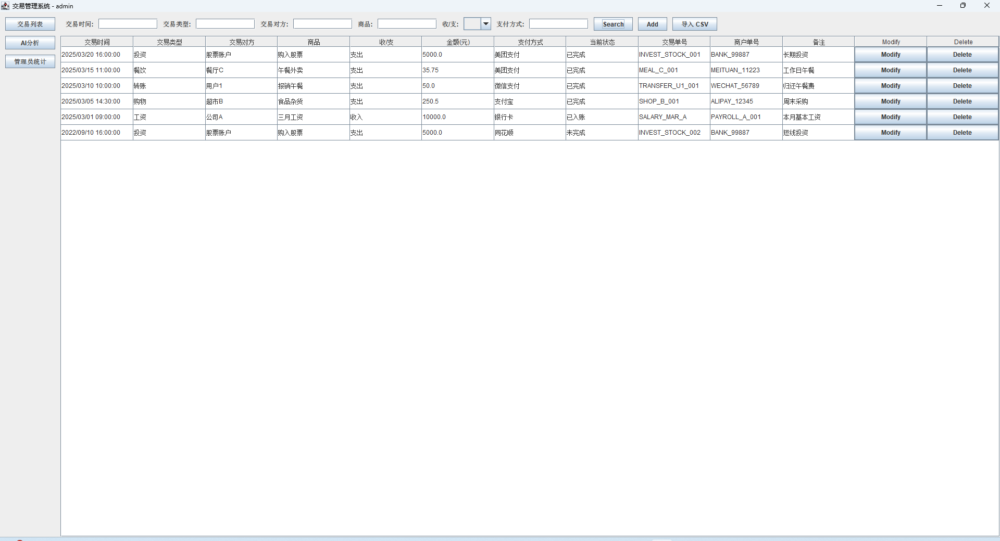 交易管理系统 - admin
交易列表 交易时间: 交易类型: 交易对方: 商品: 收/支: 支付方式: Search Add 导入 CSV
AI分析
管理员统计
交易时间 交易类型 交易对方 商品 收/支 金额(元) 支付方式 当前状态 交易单号 商户单号 备注 Modify Delete
2025/03/20 16:00:00 投资 股票账户 购入股票 支出 5000.0 美团支付 已完成 INVEST_STOCK_001 BANK_99887 长期投资 Modify Delete
2025/03/15 11:00:00 餐饮 餐厅C 午餐外卖 支出 35.75 美团支付 已完成 MEAL_C_001 MEITUAN_11223 工作日午餐 Modify Delete
2025/03/10 10:00:00 转账 用户1 报销午餐 支出 50.0 微信支付 已完成 TRANSFER_U1_001 WECHAT_56789 归还午餐费 Modify Delete
2025/03/05 14:30:00 购物 超市B 食品杂货 支出 250.5 支付宝 已完成 SHOP_B_001 ALIPAY_12345 周末采购 Modify Delete
2025/03/01 09:00:00 工资 公司A 三月工资 收入 10000.0 银行卡 已入账 SALARY_MAR_A PAYROLL_A_001 本月基本工资 Modify Delete
2022/09/10 16:00:00 投资 股票账户 购入股票 支出 5000.0 同花顺 未完成 INVEST_STOCK_002 BANK_99887 短线投资 Modify Delete